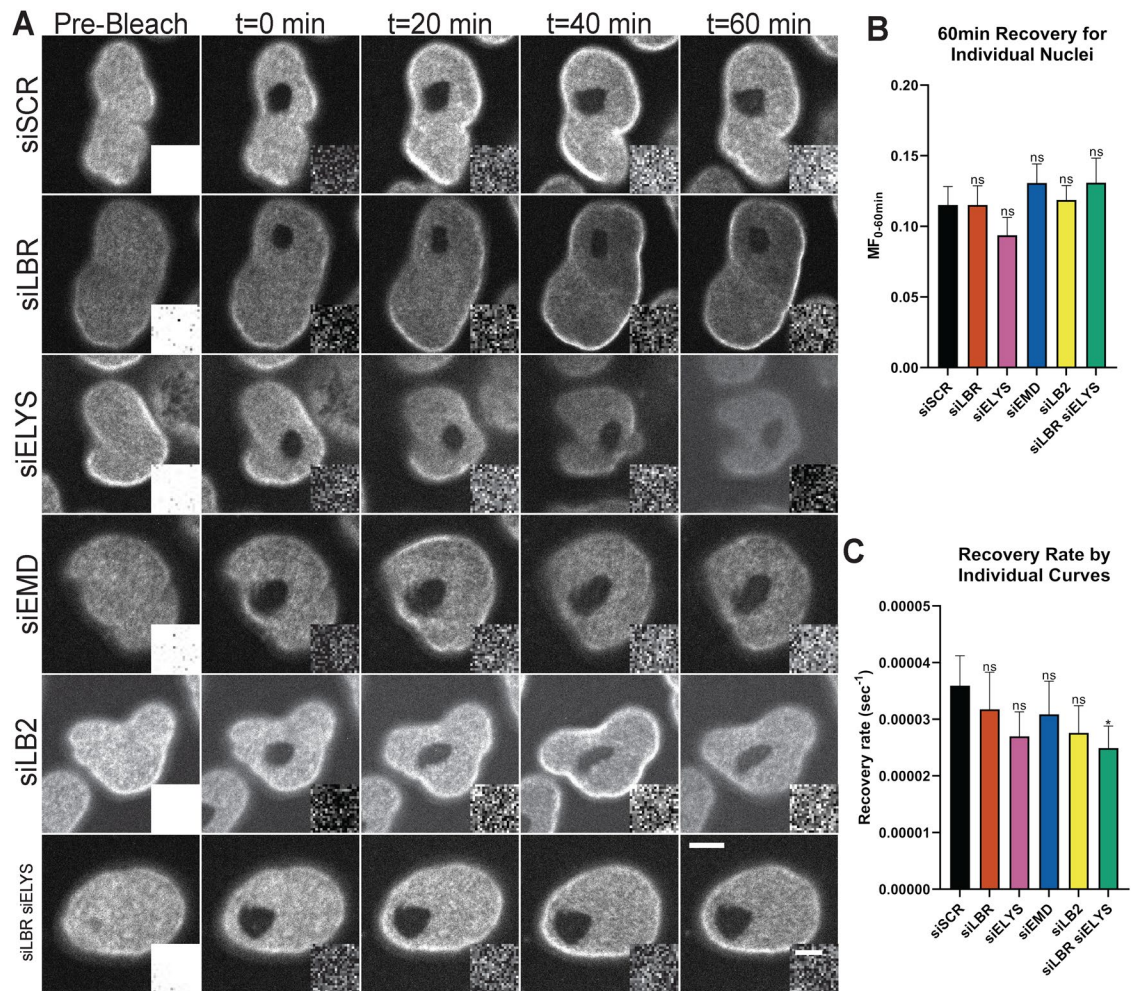 A
Pre-Bleach t=0 min t=20 min t=40 min t=60 min
siSCR
siLBR
siELYS
siEMD
siLB2
siLBR siELYS
B
60min Recovery for
Individual Nuclei
MF0-60min
0.20
0.15
0.10
0.05
0.00
ns
ns
ns
ns
ns
siSCR
siLBR
siELYS
siEMD
siLB2
siLBR siELYS
C
Recovery Rate by
Individual Curves
Recovery rate (sec-1)
0.00005
0.00004
0.00003
0.00002
0.00001
0.00000
ns
ns
ns
ns
*
siSCR
siLBR
siELYS
siEMD
siLB2
siLBR siELYS